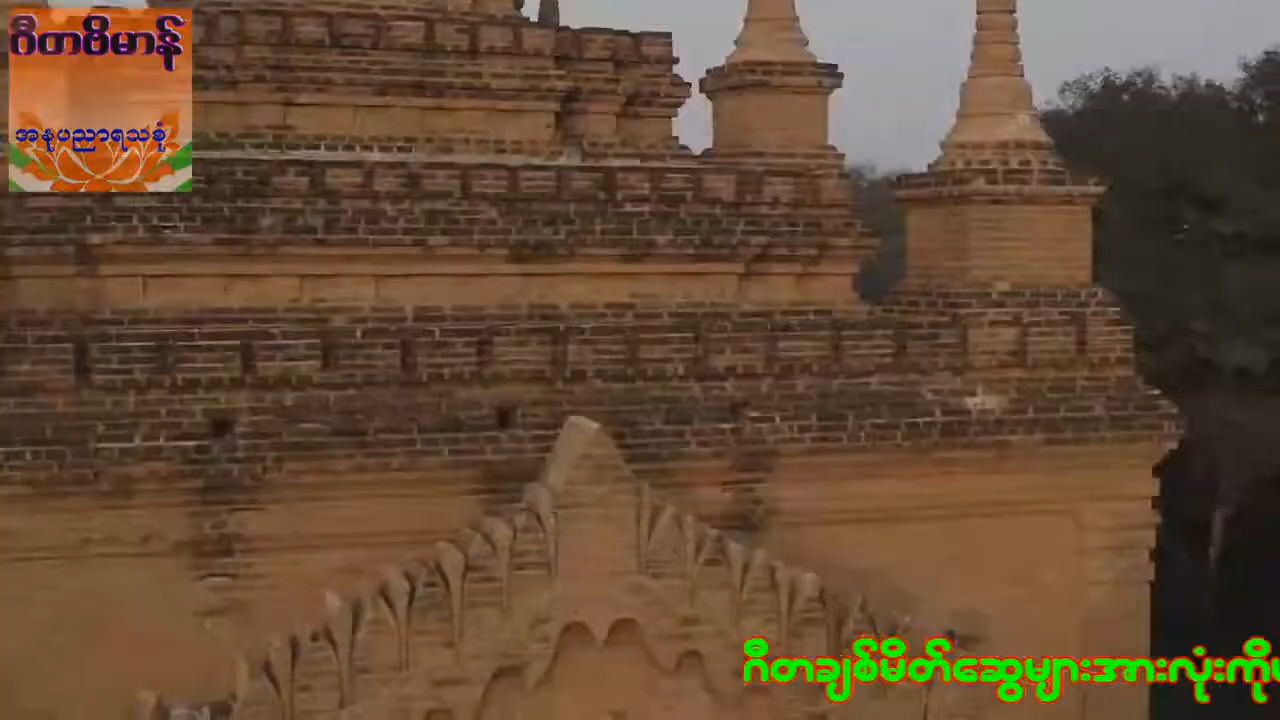 ဂီတဗိမာန်
အနုပညာရသစုံ
ဂီတချစ်မိတ်ဆွေများအားလုံးကို